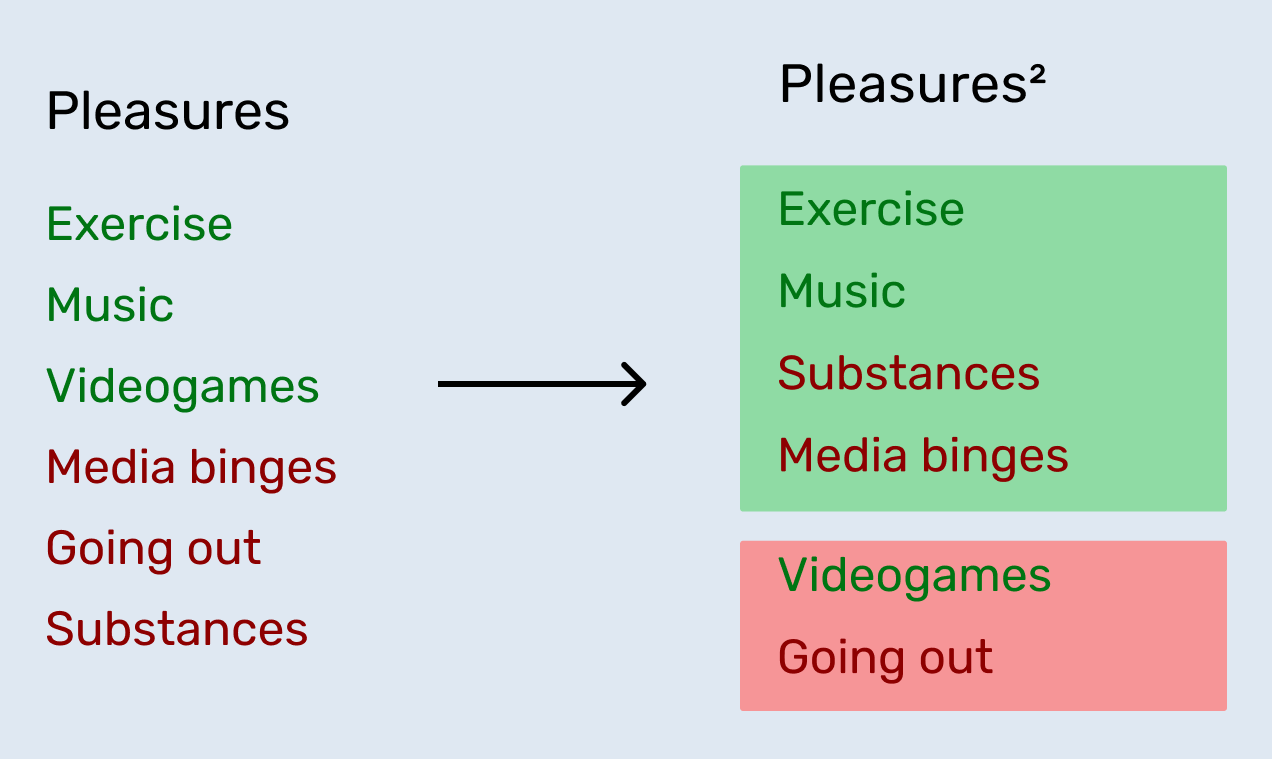 Pleasures
Exercise
Music
Videogames
Media binges
Going out
Substances
Pleasures²
Exercise
Music
Substances
Media binges
Videogames
Going out